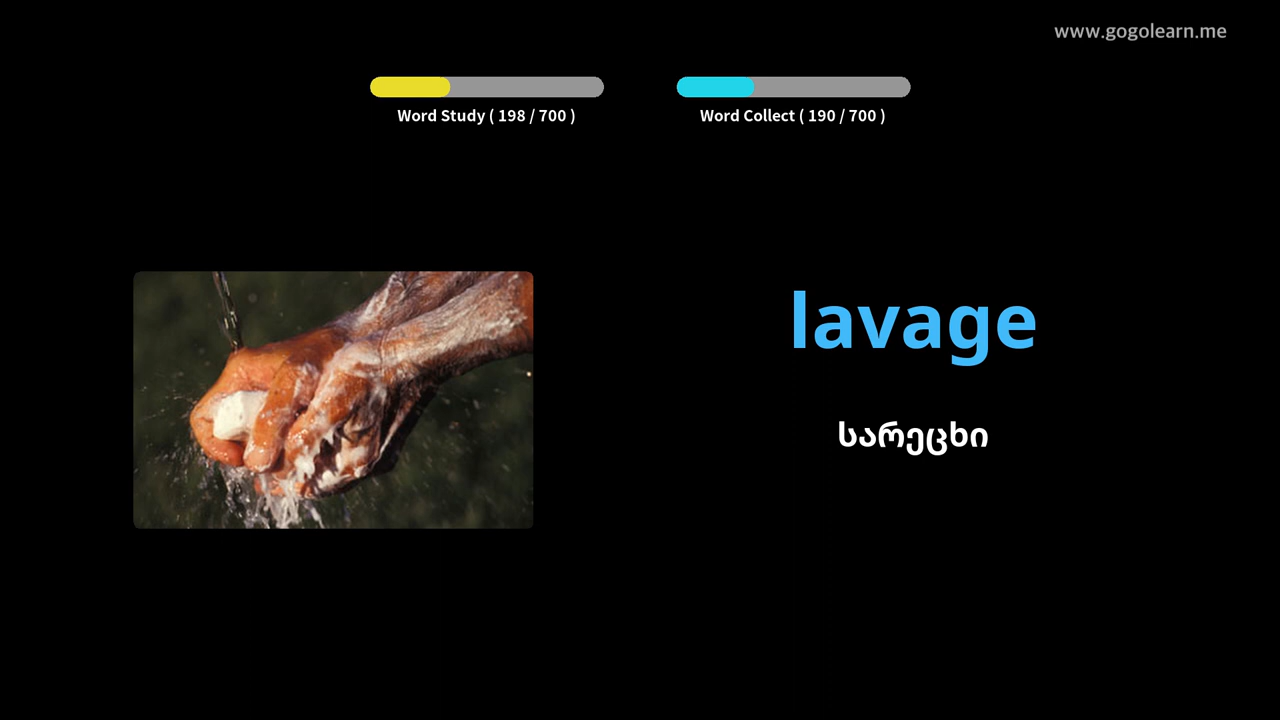 www.gogolearn.me
Word Study ( 198 / 700 )
Word Collect ( 190 / 700 )
lavage
სარეცხი